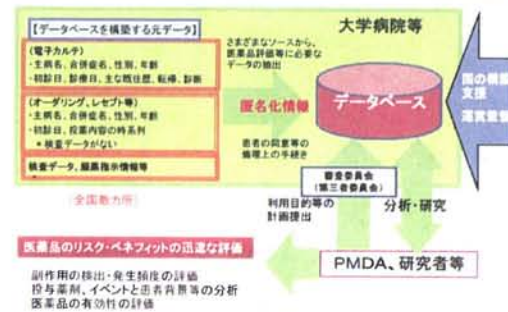 【データベースを構築する元データ】
(電子カルテ)
・主病名、合併症名、性別、年齢
・初診日、診療日、主な既往歴、転帰、診断
(オーダリング、レセプト等)
・主病名、合併症名、性別、年齢
・初診日、投薬内容の時系列
＊検査データがない
検査データ、服薬指示情報等
(全国数カ所)
大学病院等
さまざまなソースから、
医薬品評価等に必要な
データの抽出
匿名化情報
データベース
患者の同意等の
倫理上の手続き
国の構築
支援
運営
審査委員会
(第三者委員会)
利用目的等の
計画提出
分析・研究
PMDA、研究者等
医薬品のリスク・ベネフィットの迅速な評価
副作用の検出・発生頻度の評価
投与薬剤、イベントと患者背景等の分析
医薬品の有効性の評価